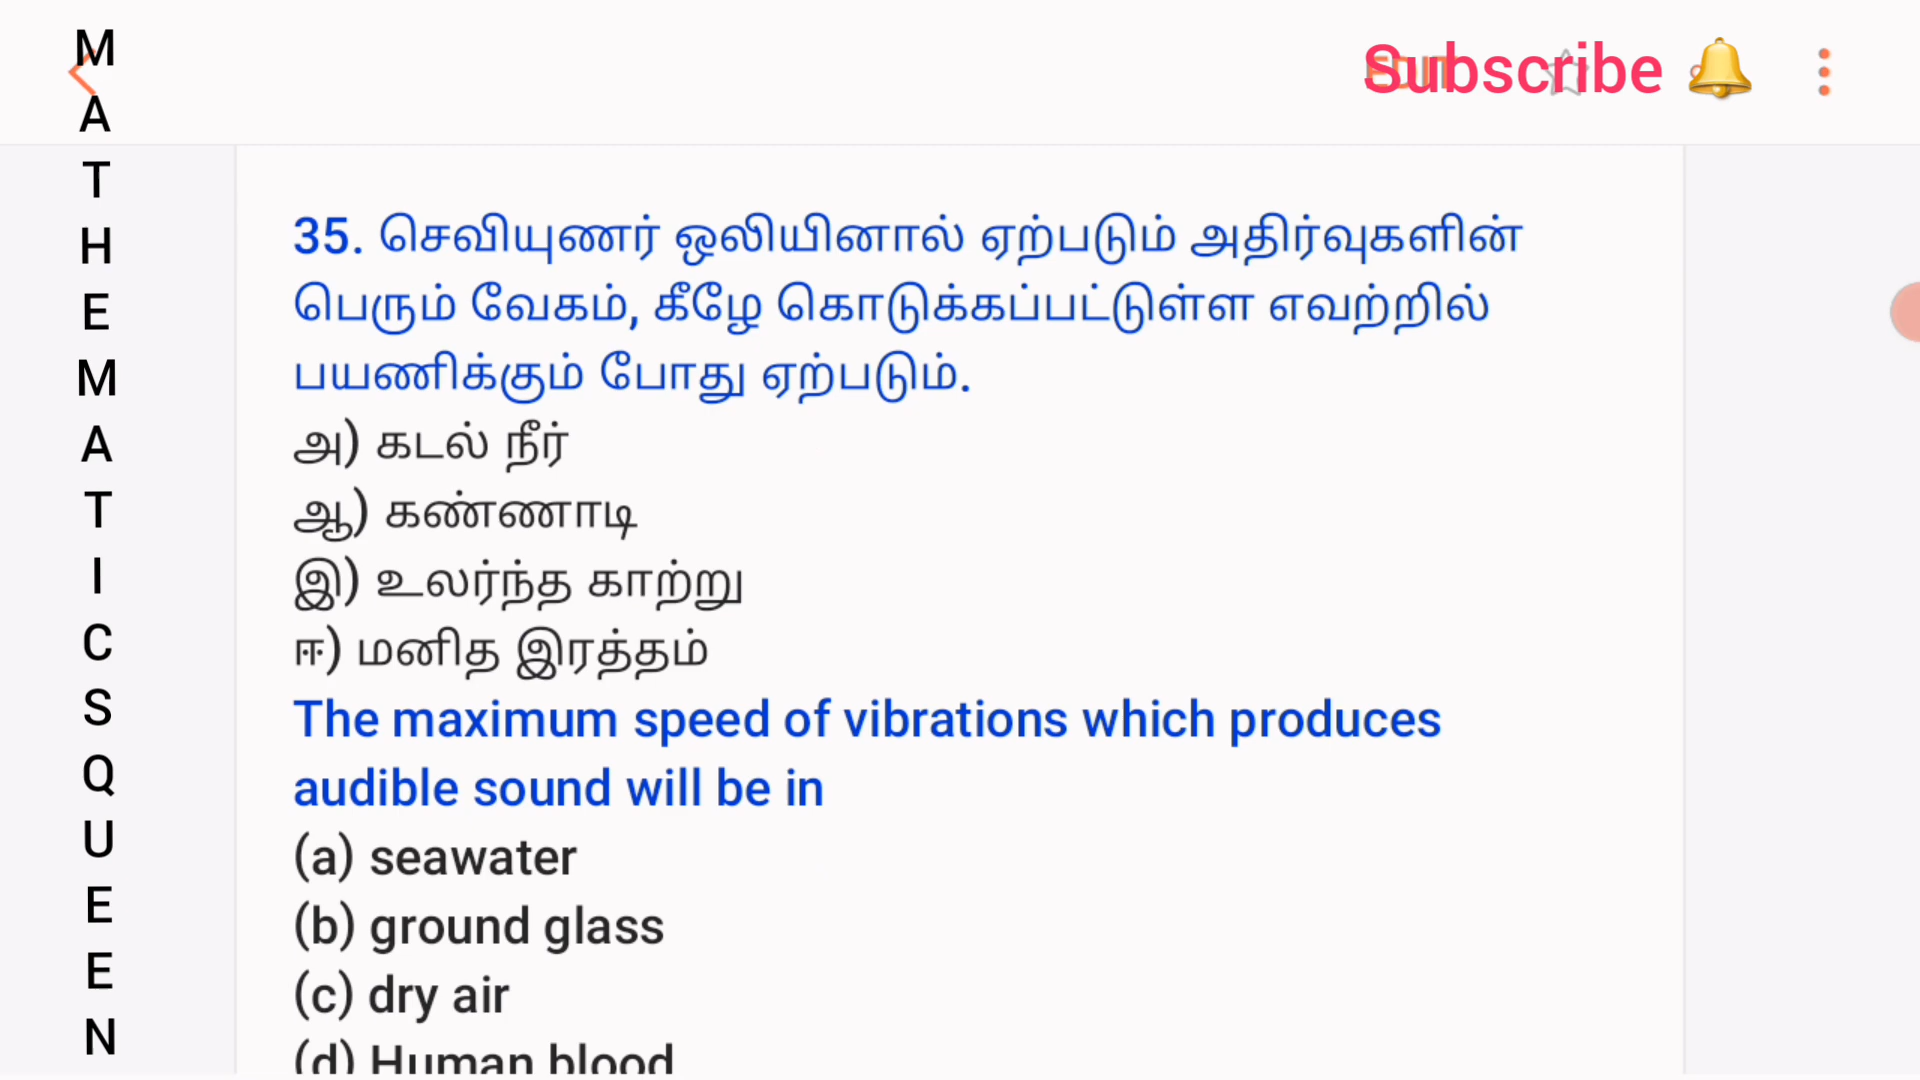 Subscribe 🔔
35. செவியுணர் ஒலியினால் ஏற்படும் அதிர்வுகளின்
பெரும் வேகம், கீழே கொடுக்கப்பட்டுள்ள எவற்றில்
பயணிக்கும் போது ஏற்படும்.
அ) கடல் நீர்
ஆ) கண்ணாடி
இ) உலர்ந்த காற்று
ஈ) மனித இரத்தம்
The maximum speed of vibrations which produces
audible sound will be in
(a) seawater
(b) ground glass
(c) dry air
(d) Human blood
M
A
T
H
E
M
A
T
I
C
S
Q
U
E
E
N